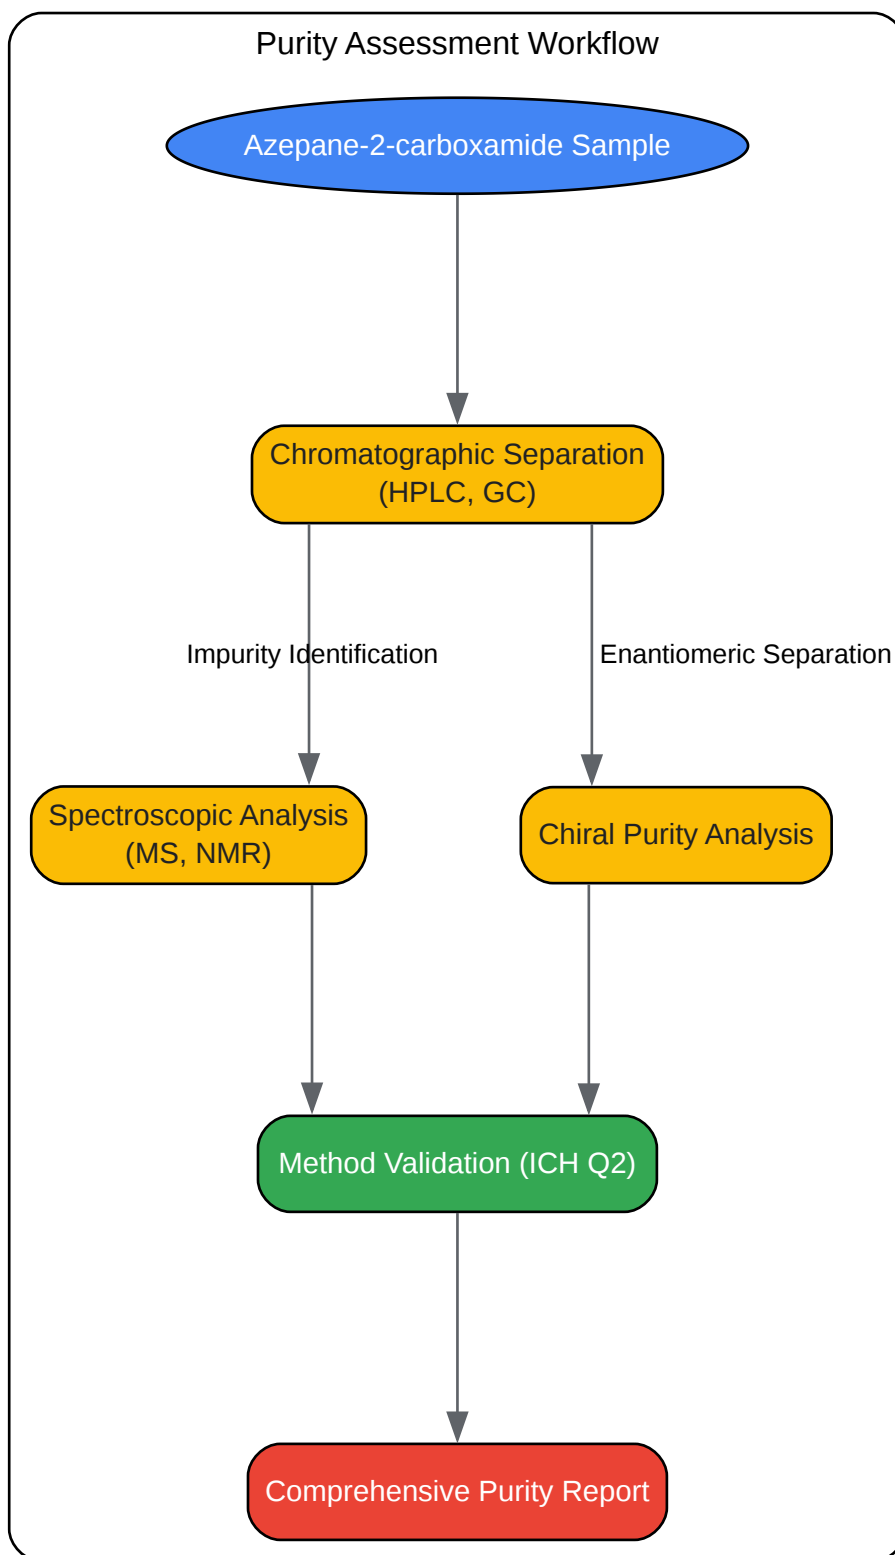 Purity Assessment Workflow
Azepane-2-carboxamide Sample
Chromatographic Separation
(HPLC, GC)
Impurity Identification
Enantiomeric Separation
Spectroscopic Analysis
(MS, NMR)
Chiral Purity Analysis
Method Validation (ICH Q2)
Comprehensive Purity Report